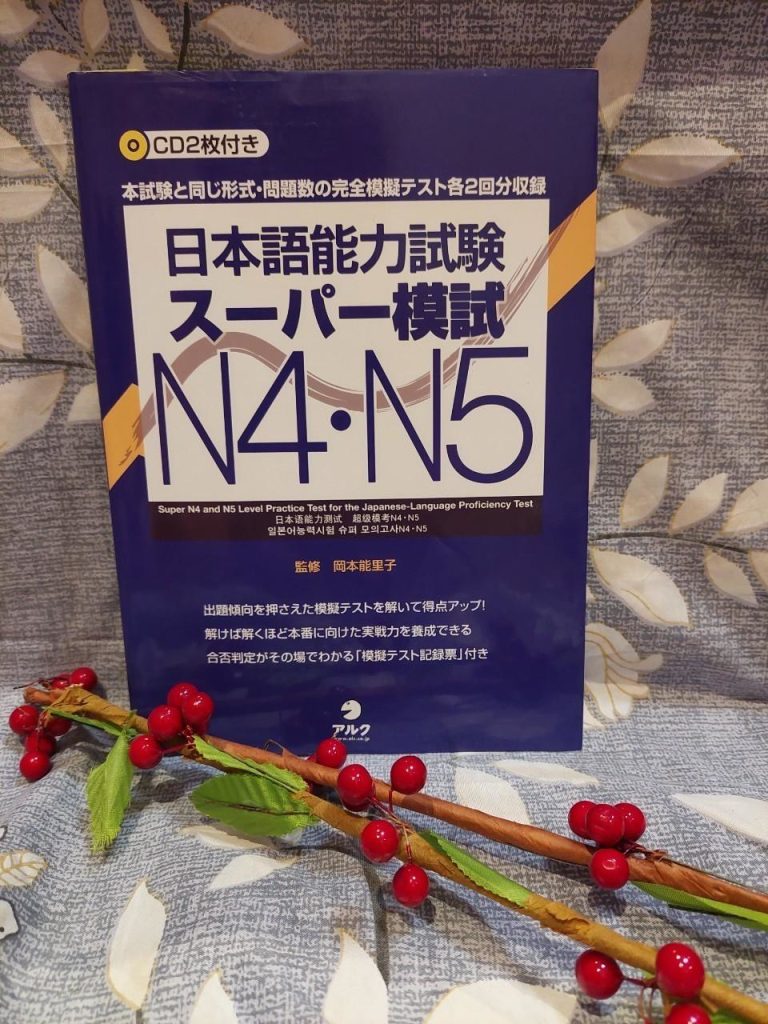 CD2枚付き
本試験と同じ形式・問題数の完全模擬テスト各2回分収録
日本語能力試験
スーパー模試
N4・N5
Super N4 and N5 Level Practice Test for the Japanese-Language Proficiency Test
日本语能力测试 超级模考N4・N5
일본어능력시험 슈퍼 모의고사N4・N5
監修 岡本能里子
出題傾向を押さえた模擬テストを解いて得点アップ!
解けば解くほど本番に向けた実戦力を養成できる
合否判定がその場でわかる「模擬テスト記録票」付き
アルク
www.alc.co.jp